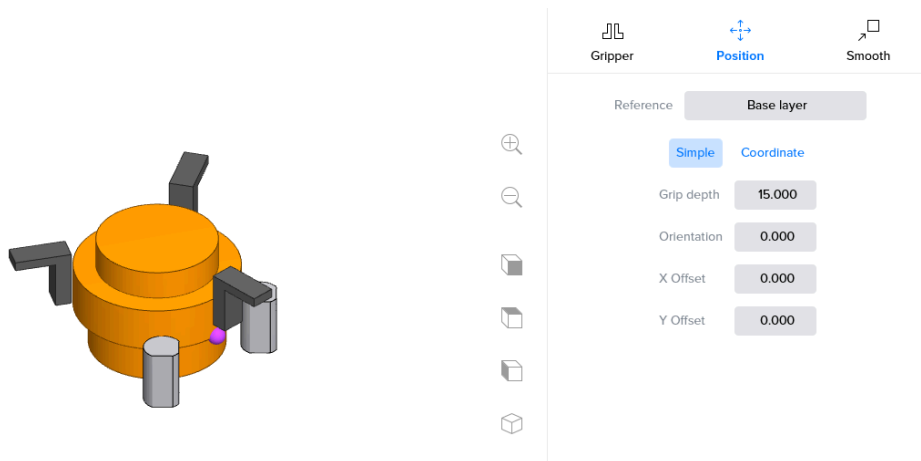 Gripper
Position
Smooth
Reference
Base layer
Simple
Coordinate
Grip depth
15.000
Orientation
0.000
X Offset
0.000
Y Offset
0.000